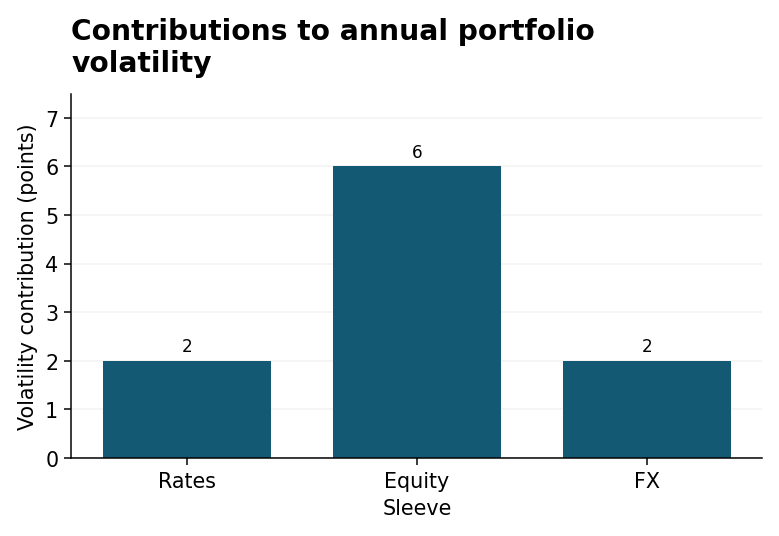 Contributions to annual portfolio
volatility
Volatility contribution (points)
7
6
5
4
3
2
1
0
2
6
2
Rates
Equity
FX
Sleeve